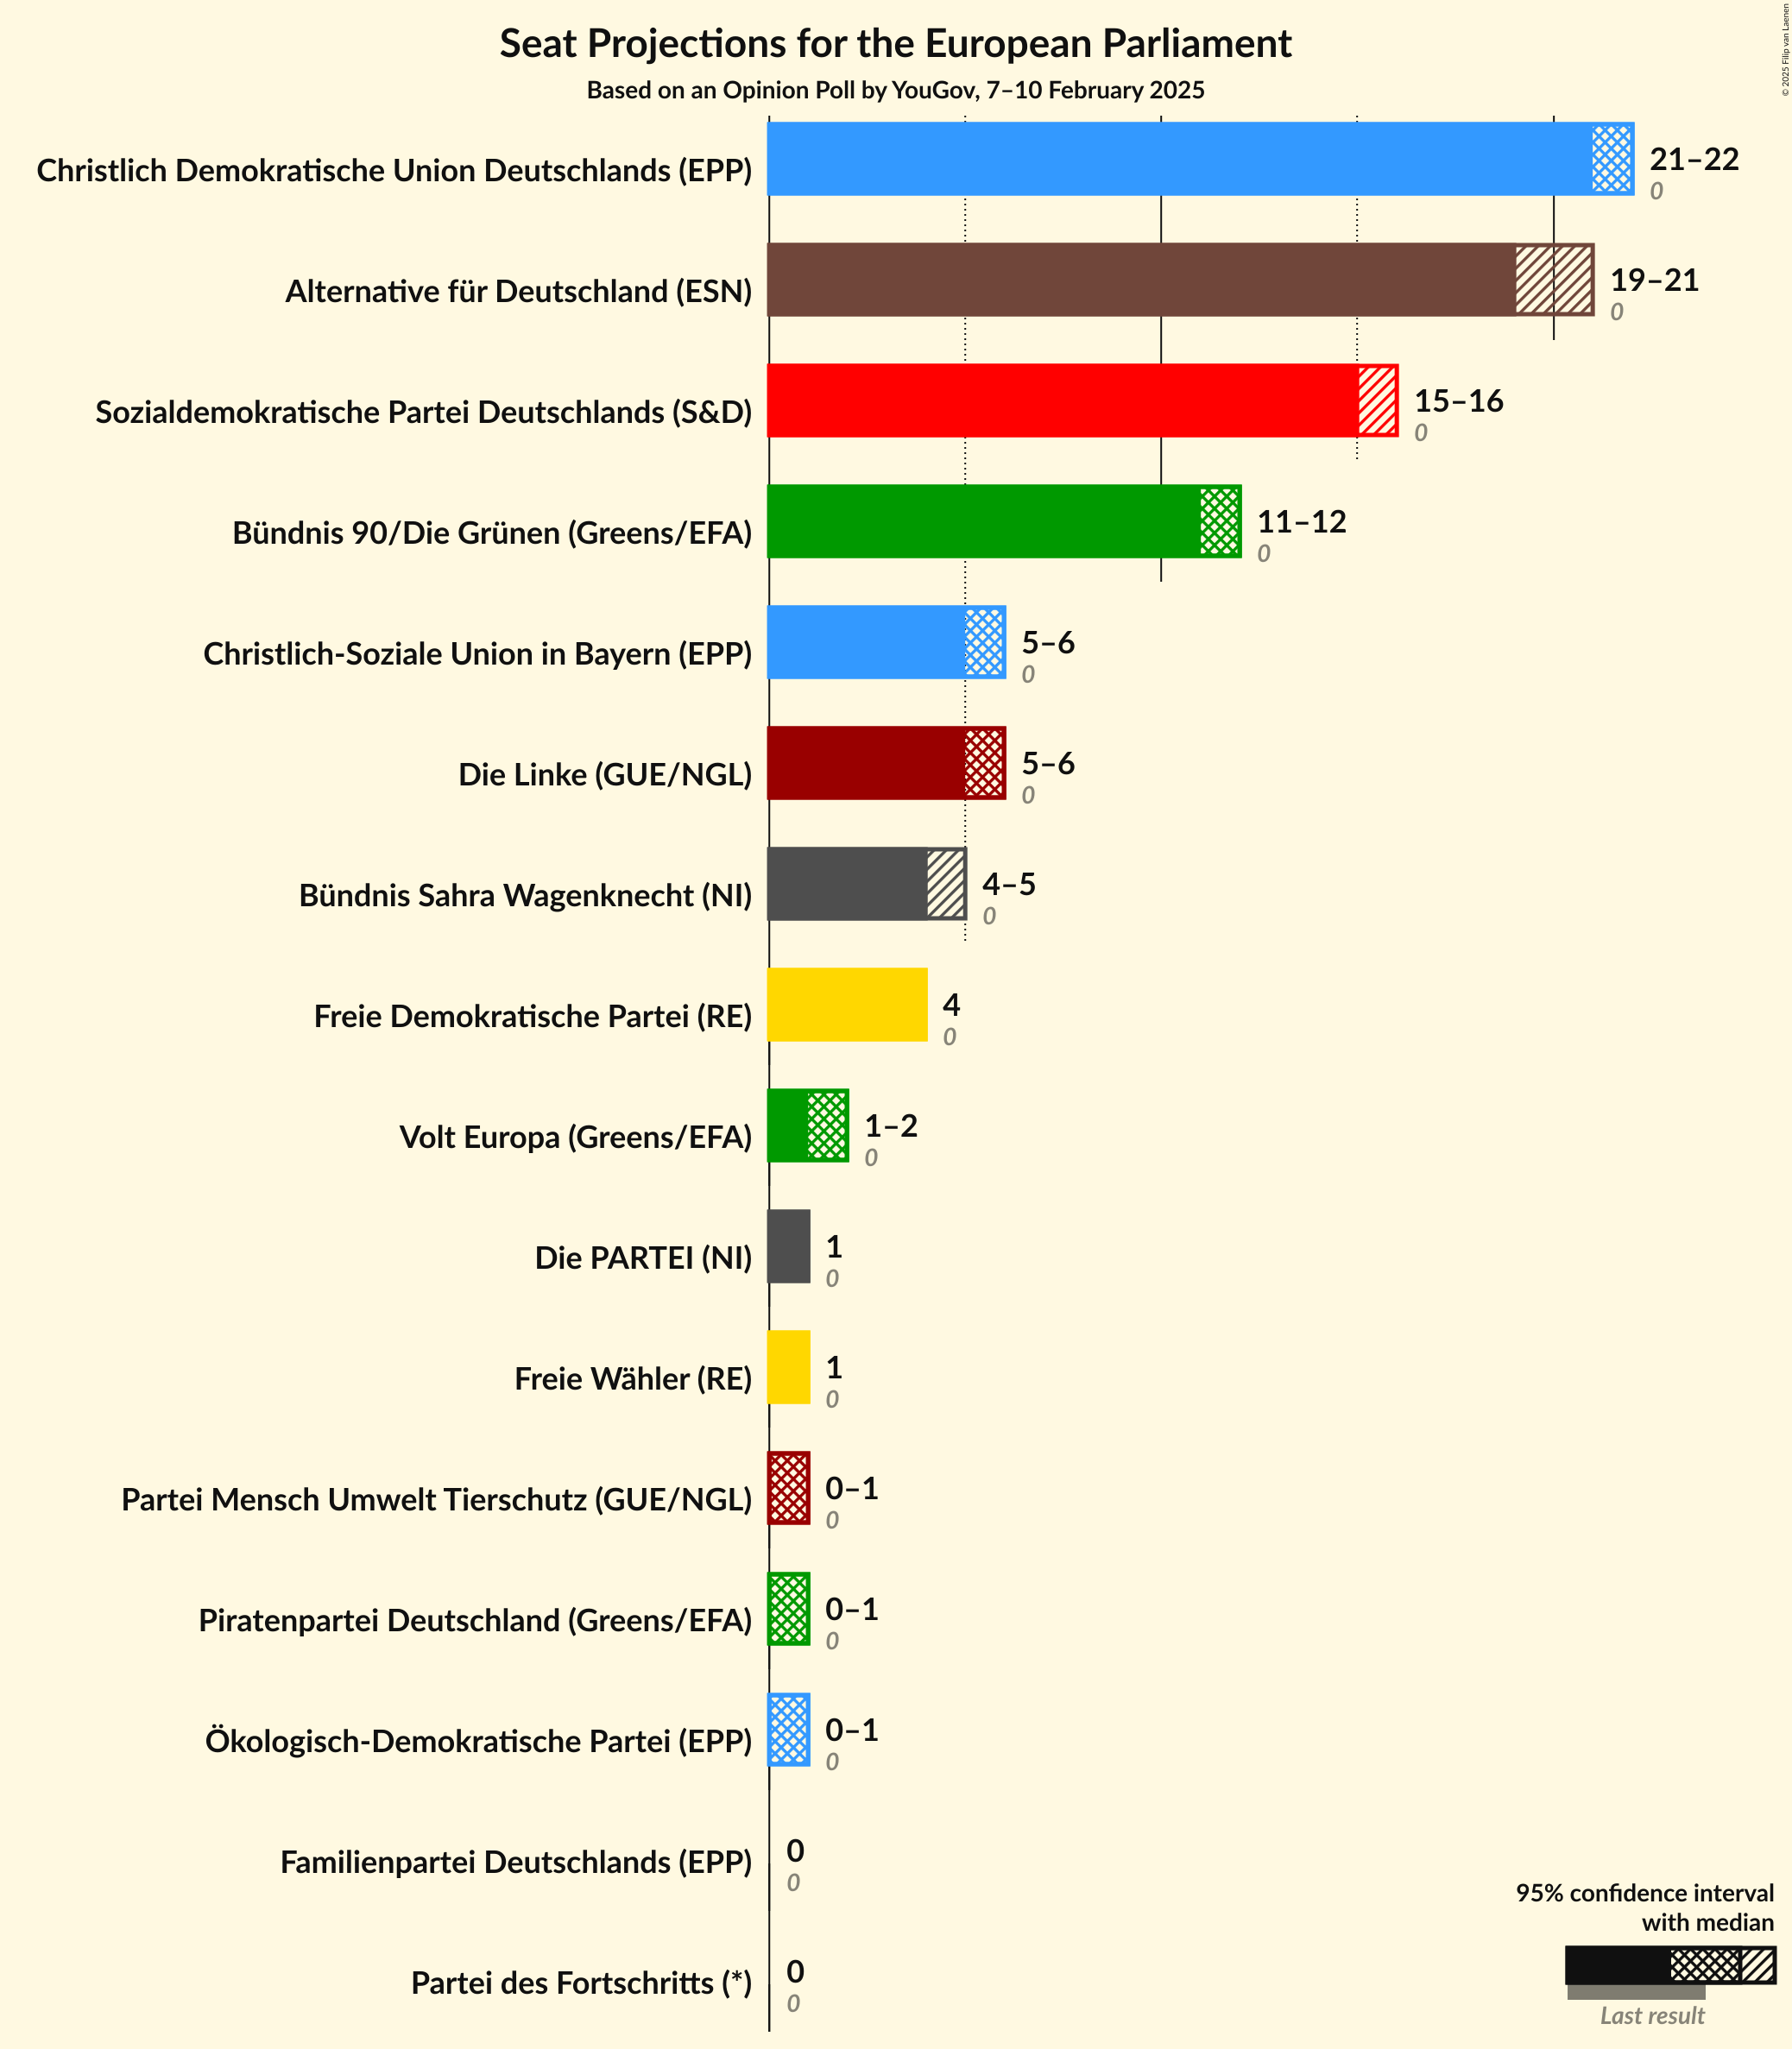 Seat Projections for the European Parliament
Based on an Opinion Poll by YouGov, 7–10 February 2025
© 2025 Filip van Laenen
Christlich Demokratische Union Deutschlands (EPP)
21–22
0
Alternative für Deutschland (ESN)
19–21
0
Sozialdemokratische Partei Deutschlands (S&D)
15–16
0
Bündnis 90/Die Grünen (Greens/EFA)
11–12
0
Christlich-Soziale Union in Bayern (EPP)
5–6
0
Die Linke (GUE/NGL)
5–6
0
Bündnis Sahra Wagenknecht (NI)
4–5
0
Freie Demokratische Partei (RE)
4
0
Volt Europa (Greens/EFA)
1–2
0
Die PARTEI (NI)
1
0
Freie Wähler (RE)
1
0
Partei Mensch Umwelt Tierschutz (GUE/NGL)
0–1
0
Piratenpartei Deutschland (Greens/EFA)
0–1
0
Ökologisch-Demokratische Partei (EPP)
0–1
0
Familienpartei Deutschlands (EPP)
0
0
Partei des Fortschritts (*)
0
0
95% confidence interval
with median
Last result